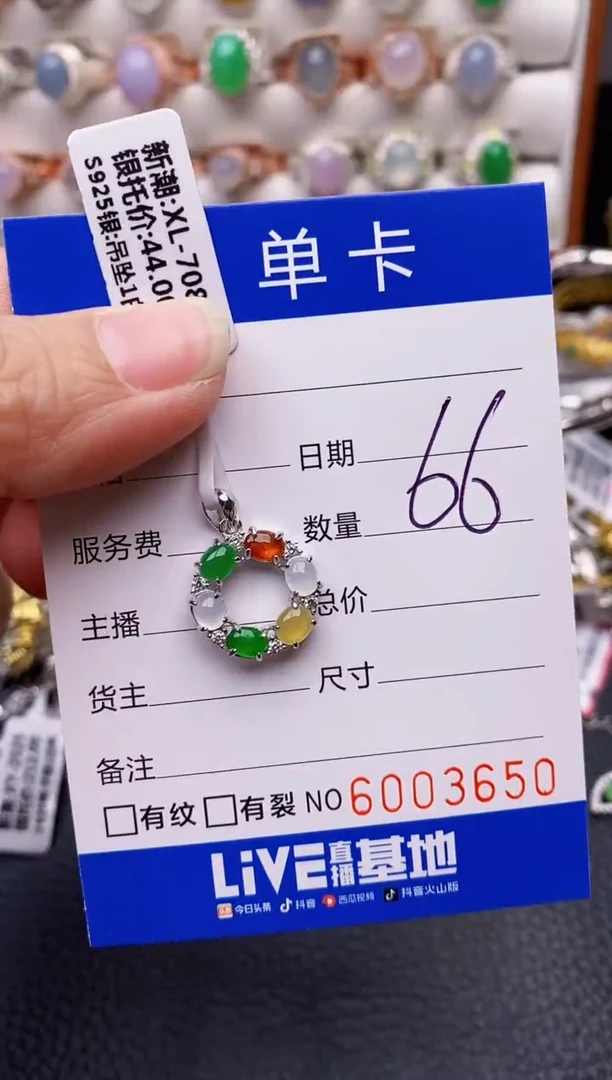 新潮:XL-708
银托价:44.00
S925银:吊坠1
单卡
日期
66
服务费
数量
主播
总价
货主
尺寸
备注
有纹 有裂 NO 6003650
LiVE直播基地
今日头条 抖音 西瓜视频 抖音火山版